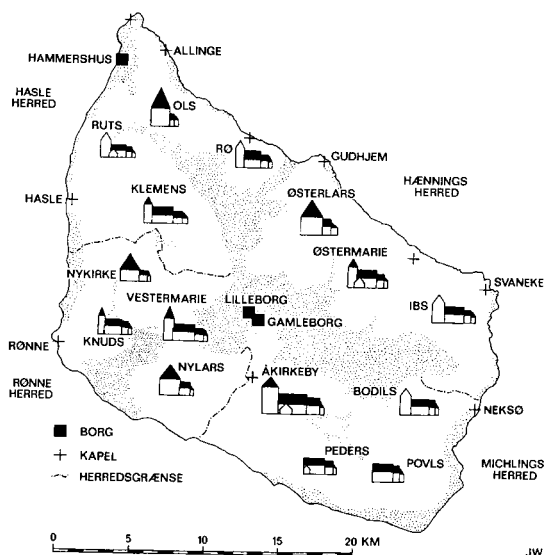 ALLINGE
HAMMERSHUS
HASLE
HERRED
OLS
RUTS
RØ
GUDHJEM
KLEMENS
HÆNNINGS
HERRED
HASLE
ØSTERLARS
ØSTERMARIE
NYKIRKE
SVANEKE
VESTERMARIE
LILLEBORG
IBS
GAMLEBORG
KNUDS
RØNNE
NYLARS
ÅKIRKEBY
RØNNE
HERRED
BODILS
NEKSØ
BORG
KAPEL
PEDERS
POVLS
MICHLINGS
HERRED
HERREDSGRÆNSE
0 5 10 15 20 KM
JW